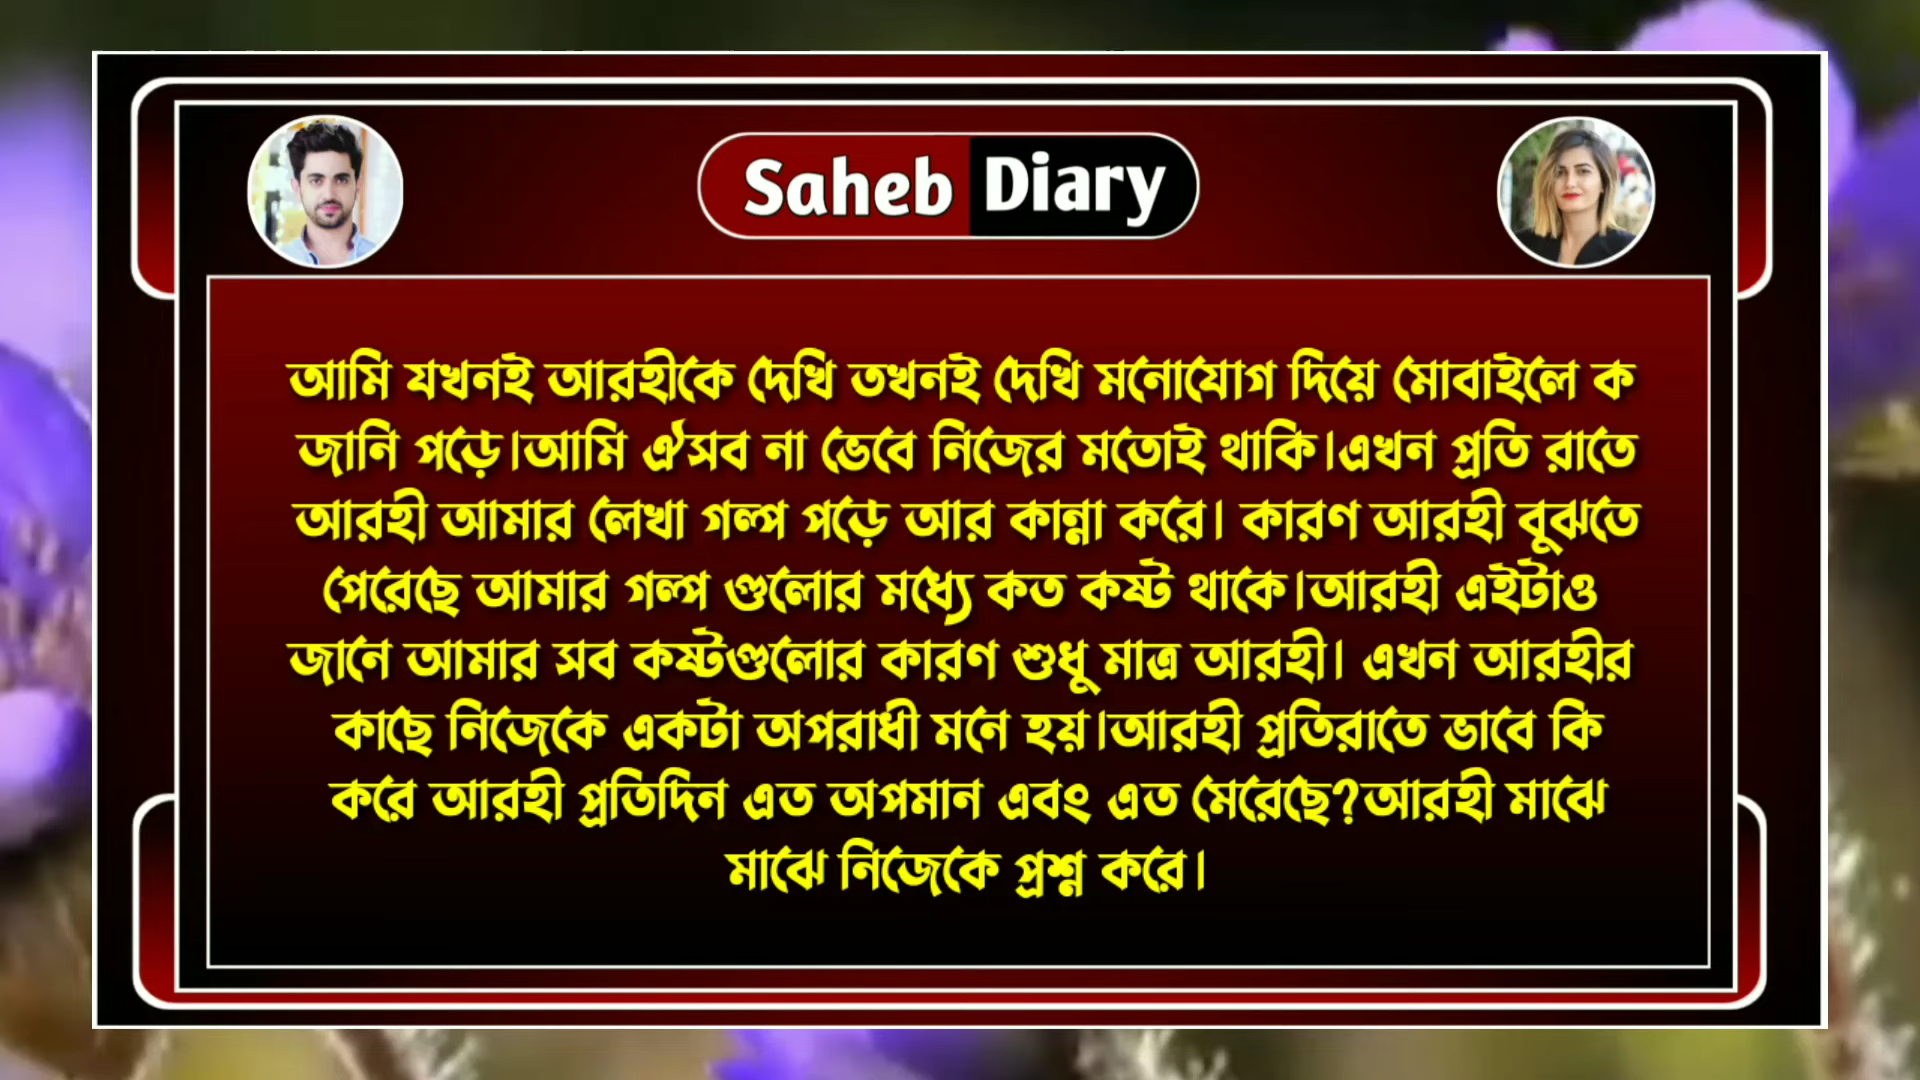 Saheb Diary
আমি যখনই আরহীকে দেখি তখনই দেখি মনোযোগ দিয়ে মোবাইলে ক
জানি পড়ে।আমি ঐসব না ভেবে নিজের মতোই থাকি।এখন প্রতি রাতে
আরহী আমার লেখা গল্প পড়ে আর কান্না করে। কারণ আরহী বুঝতে
পেরেছে আমার গল্প গুলোর মধ্যে কত কষ্ট থাকে।আরহী এইটাও
জানে আমার সব কষ্টগুলোর কারণ শুধু মাত্র আরহী। এখন আরহীর
কাছে নিজেকে একটা অপরাধী মনে হয়।আরহী প্রতিরাতে ভাবে কি
করে আরহী প্রতিদিন এত অপমান এবং এত মেরেছে?আরহী মাঝে
মাঝে নিজেকে প্রশ্ন করে।